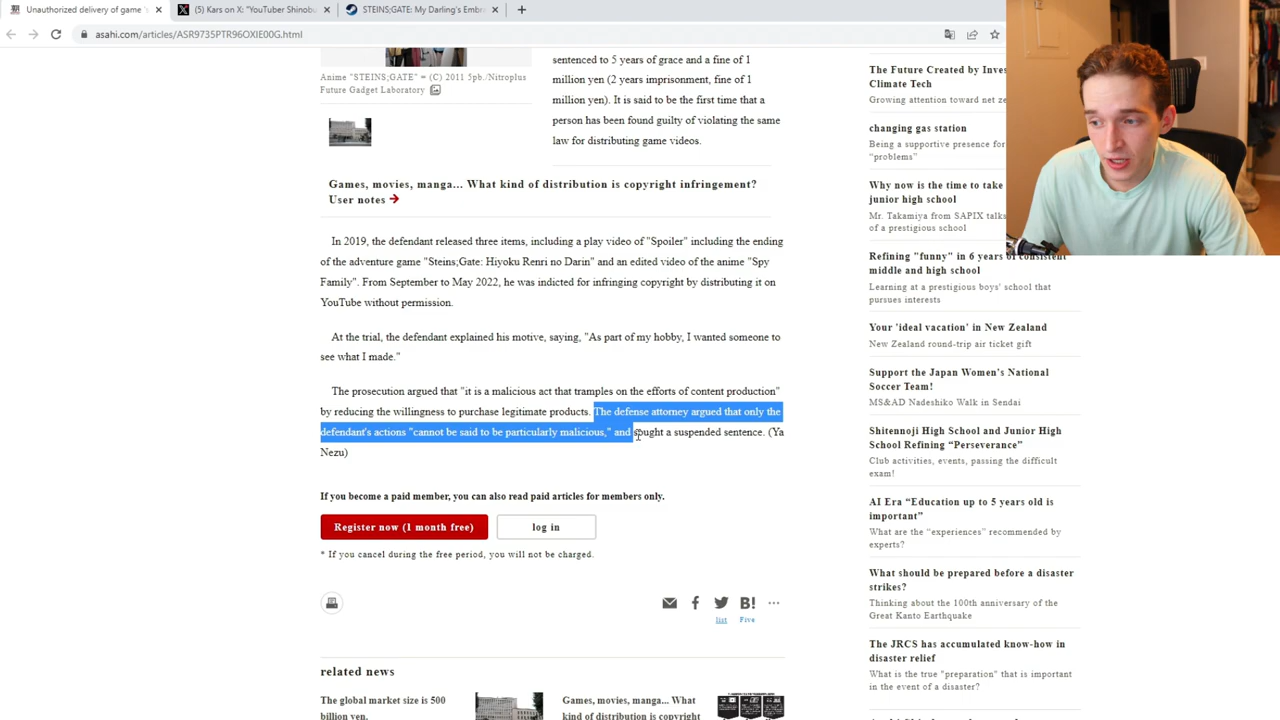 Unauthorized delivery of game '
(5) Kars on X: "YouTuber Shinobu
STEINS;GATE: My Darling's Embr
asahi.com/articles/ASR9735PTR96OXIE00G.html
Anime "STEINS;GATE" = (C) 2011 5pb./Nitroplus
Future Gadget Laboratory
sentenced to 5 years of grace and a fine of 1
million yen (2 years imprisonment, fine of 1
million yen). It is said to be the first time that a
person has been found guilty of violating the same
law for distributing game videos.
Games, movies, manga... What kind of distribution is copyright infringement?
User notes
In 2019, the defendant released three items, including a play video of "Spoiler" including the ending
of the adventure game "Steins;Gate: Hiyoku Renri no Darin" and an edited video of the anime "Spy
Family". From September to May 2022, he was indicted for infringing copyright by distributing it on
YouTube without permission.
At the trial, the defendant explained his motive, saying, "As part of my hobby, I wanted someone to
see what I made."
The prosecution argued that "it is a malicious act that tramples on the efforts of content production"
by reducing the willingness to purchase legitimate products. The defense attorney argued that only the
defendant's actions "cannot be said to be particularly malicious," and sought a suspended sentence. (Ya
Nezu)
If you become a paid member, you can also read paid articles for members only.
Register now (1 month free)
log in
* If you cancel during the free period, you will not be charged.
B!
list
Five
related news
The global market size is 500
billion yen.
Games, movies, manga... What
kind of distribution is copyright
The Future Created by Inves
Climate Tech
Growing attention toward net ze
changing gas station
Being a supportive presence for
"problems"
Why now is the time to take
junior high school
Mr. Takamiya from SAPIX talks
of a prestigious school
Refining "funny" in 6 years of consistent
middle and high school
Learning at a prestigious boys' school that
pursues interests
Your 'ideal vacation' in New Zealand
New Zealand round-trip air ticket gift
Support the Japan Women's National
Soccer Team!
MS&AD Nadeshiko Walk in Sendai
Shitennoji High School and Junior High
School Refining "Perseverance"
Club activities, events, passing the difficult
exam!
AI Era "Education up to 5 years old is
important"
What are the "experiences" recommended by
experts?
What should be prepared before a disaster
strikes?
Thinking about the 100th anniversary of the
Great Kanto Earthquake
The JRCS has accumulated know-how in
disaster relief
What is the true "preparation" that is important
in the event of a disaster?